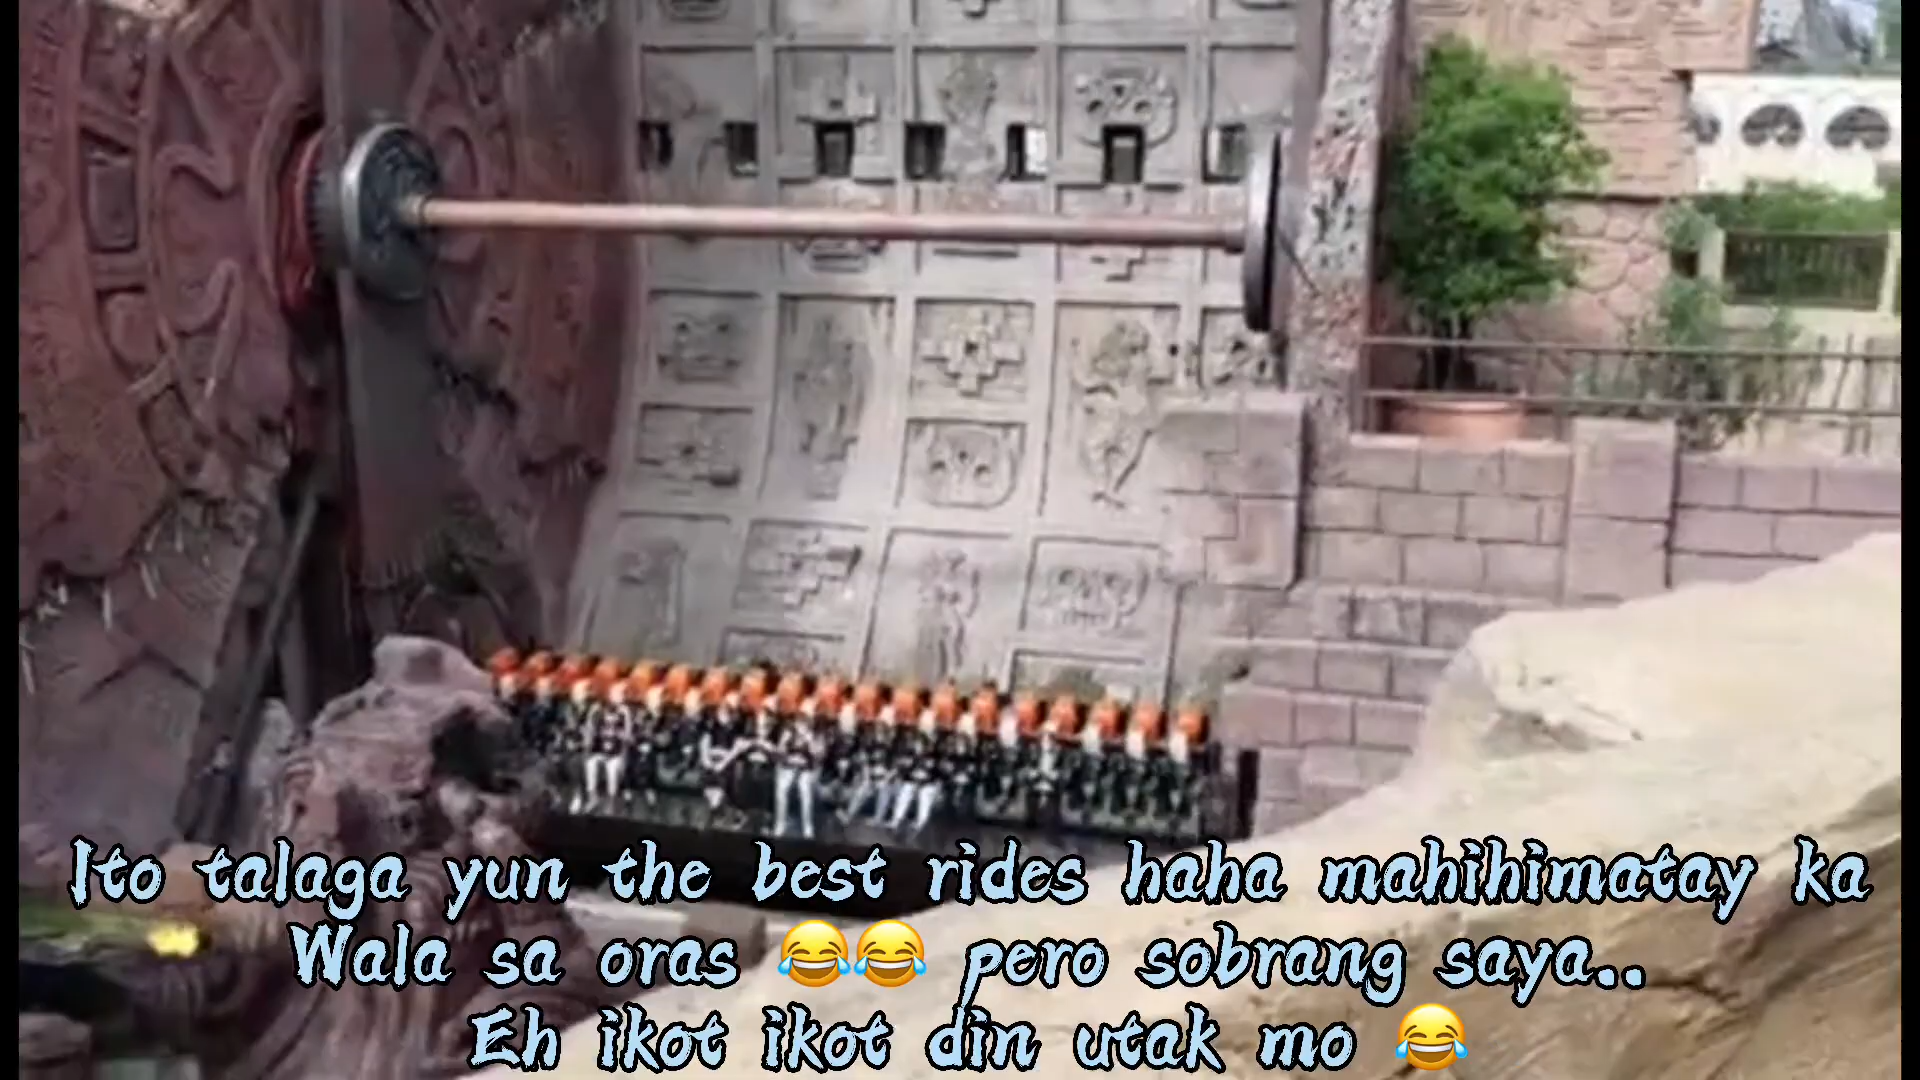 Ito talaga yun the best rides haha mahihimatay ka
Wala sa oras 😂😂 pero sobrang saya..
Eh ikot ikot din utak mo 😂